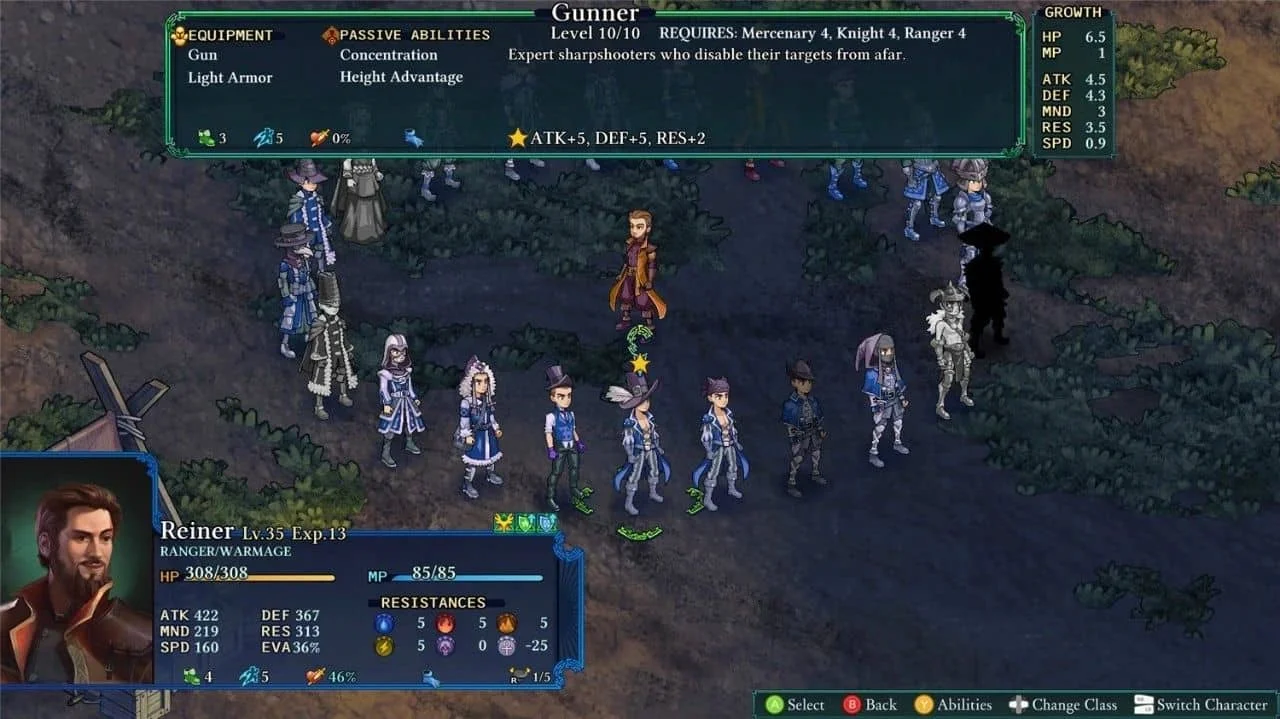 Gunner
Level 10/10 REQUIRES: Mercenary 4, Knight 4, Ranger 4
Expert sharpshooters who disable their targets from afar.
EQUIPMENT
Gun
Light Armor
PASSIVE ABILITIES
Concentration
Height Advantage
3 5 0%
ATK+5, DEF+5, RES+2
GROWTH
HP 6.5
MP 1
ATK 4.5
DEF 4.3
MND 3
RES 3.5
SPD 0.9
Reiner Lv.35 Exp.13
RANGER/WARMAGE
HP 308/308 MP 85/85
ATK 422 DEF 367
MND 219 RES 313
SPD 160 EVA 36%
RESISTANCES
5 5 5
5 0 -25
4 5 46% R 1/5
A Select B Back Y Abilities Change Class Switch Character